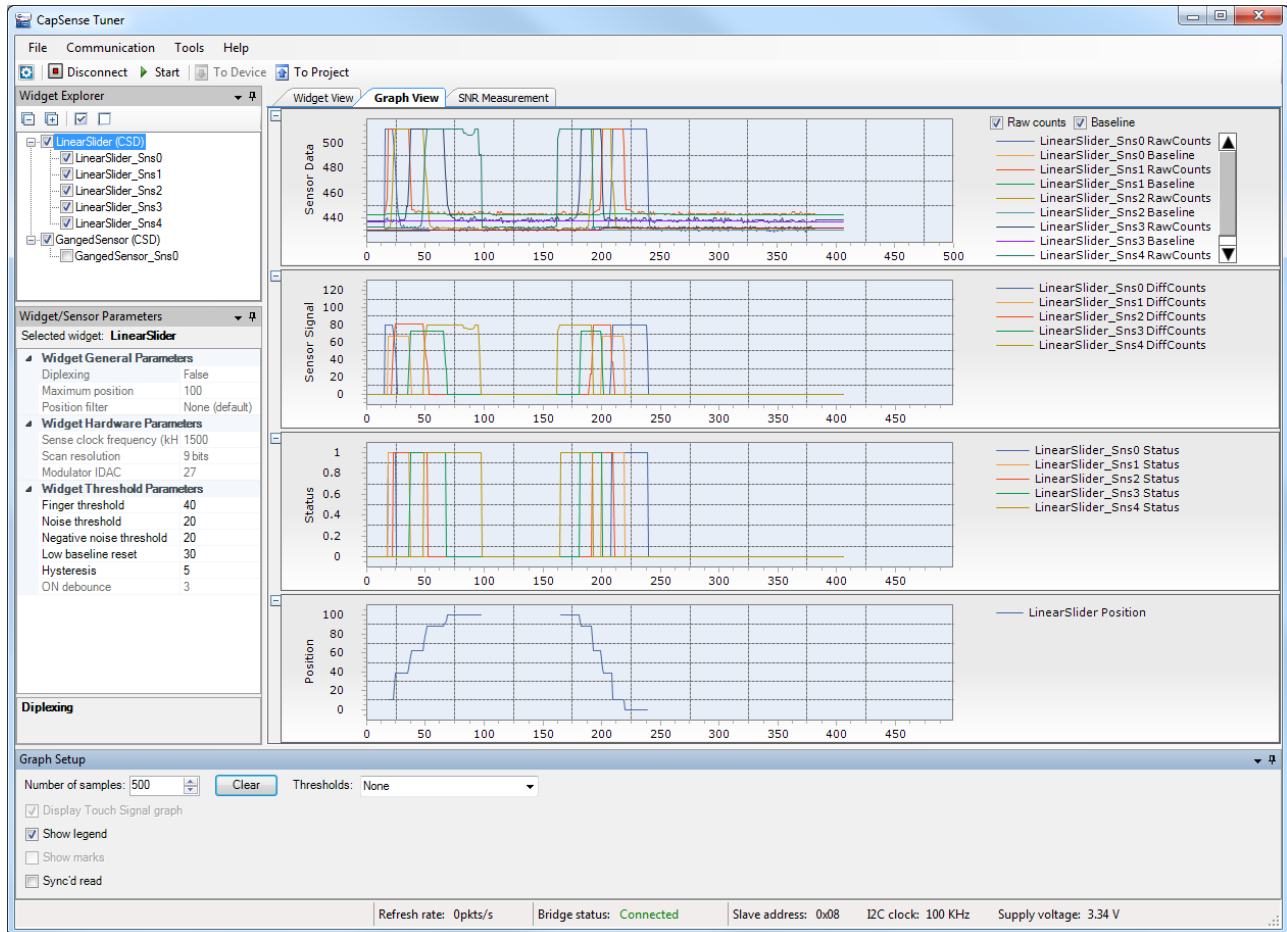 CapSense Tuner
File Communication Tools Help
Disconnect Start To Device To Project
Widget Explorer
LinearSlider (CSD)
LinearSlider_Sns0
LinearSlider_Sns1
LinearSlider_Sns2
LinearSlider_Sns3
LinearSlider_Sns4
GangedSensor (CSD)
GangedSensor_Sns0
Widget/Sensor Parameters
Selected widget: LinearSlider
Widget General Parameters
Diplexing False
Maximum position 100
Position filter None (default)
Widget Hardware Parameters
Sense clock frequency (kH 1500
Scan resolution 9 bits
Modulator IDAC 27
Widget Threshold Parameters
Finger threshold 40
Noise threshold 20
Negative noise threshold 20
Low baseline reset 30
Hysteresis 5
ON debounce 3
Diplexing
Widget View Graph View SNR Measurement
Sensor Data
500
480
460
440
0 50 100 150 200 250 300 350 400 450 500
Raw counts Baseline
LinearSlider_Sns0 RawCounts
LinearSlider_Sns0 Baseline
LinearSlider_Sns1 RawCounts
LinearSlider_Sns1 Baseline
LinearSlider_Sns2 RawCounts
LinearSlider_Sns2 Baseline
LinearSlider_Sns3 RawCounts
LinearSlider_Sns3 Baseline
LinearSlider_Sns4 RawCounts
Sensor Signal
120
100
80
60
40
20
0
0 50 100 150 200 250 300 350 400 450
LinearSlider_Sns0 DiffCounts
LinearSlider_Sns1 DiffCounts
LinearSlider_Sns2 DiffCounts
LinearSlider_Sns3 DiffCounts
LinearSlider_Sns4 DiffCounts
Status
1
0.8
0.6
0.4
0.2
0
0 50 100 150 200 250 300 350 400 450
LinearSlider_Sns0 Status
LinearSlider_Sns1 Status
LinearSlider_Sns2 Status
LinearSlider_Sns3 Status
LinearSlider_Sns4 Status
Position
100
80
60
40
20
0
0 50 100 150 200 250 300 350 400 450
LinearSlider Position
Graph Setup
Number of samples: 500 Clear Thresholds: None
Display Touch Signal graph
Show legend
Show marks
Sync'd read
Refresh rate: 0pkts/s Bridge status: Connected Slave address: 0x08 I2C clock: 100 KHz Supply voltage: 3.34 V